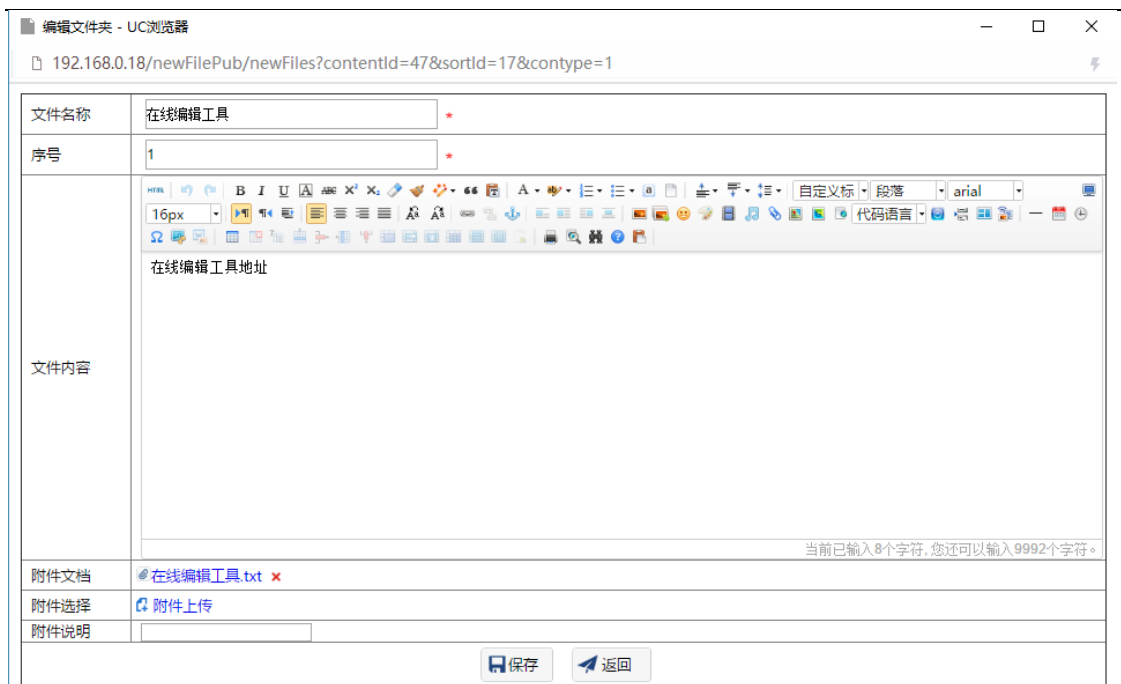 编辑文件夹 - UC浏览器
192.168.0.18/newFilePub/newFiles?contentId=47&sortId=17&contype=1
文件名称 在线编辑工具 *
序号 1 *
HTML B I U A ABC X² X₂ A 自定义标 段落 arial
16px 代码语言
Ω
文件内容 在线编辑工具地址
当前已输入8个字符, 您还可以输入9992个字符。
附件文档 在线编辑工具.txt
附件选择 附件上传
附件说明
保存 返回